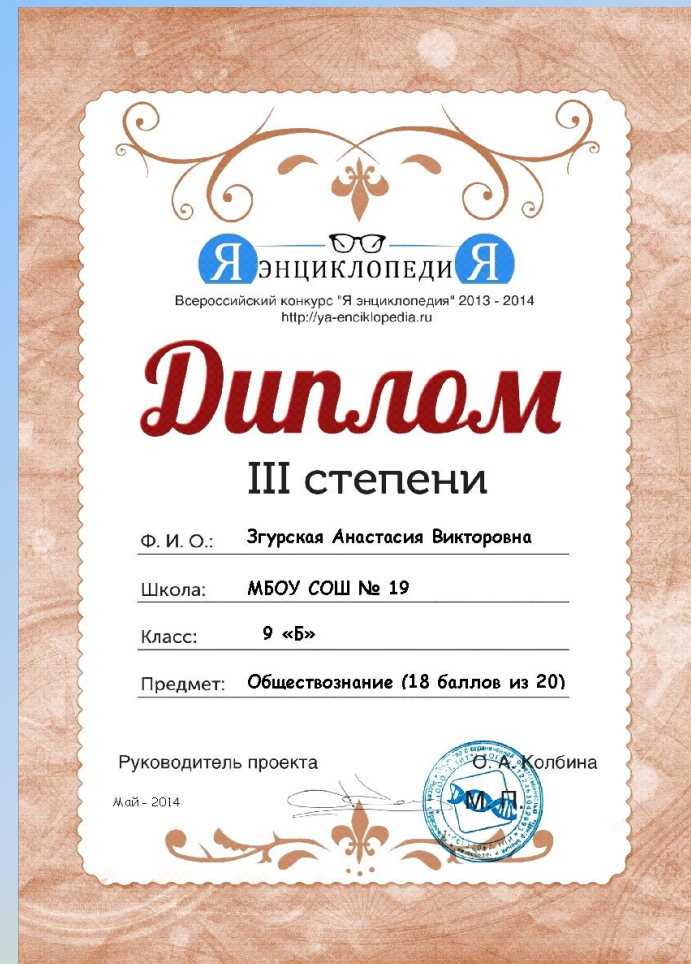 Я ЭНЦИКЛОПЕДИ Я
Всероссийский конкурс "Я энциклопедия" 2013 - 2014
http://ya-enciklopedia.ru
Диплом
III степени
Ф. И. О.: Згурская Анастасия Викторовна
Школа: МБОУ СОШ № 19
Класс: 9 «Б»
Предмет: Обществознание (18 баллов из 20)
Руководитель проекта О. А. Колбина
Май - 2014 М. П.